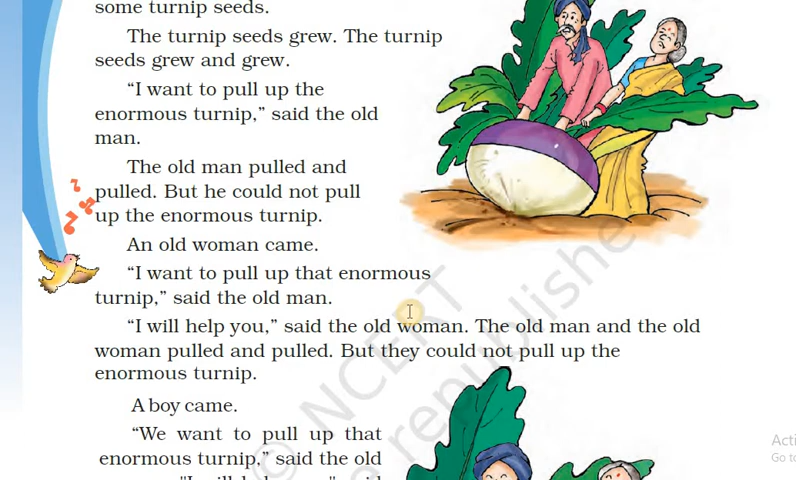 some turnip seeds.
The turnip seeds grew. The turnip
seeds grew and grew.
“I want to pull up the
enormous turnip,” said the old
man.
The old man pulled and
pulled. But he could not pull
up the enormous turnip.
An old woman came.
“I want to pull up that enormous
turnip,” said the old man.
“I will help you,” said the old woman. The old man and the old
woman pulled and pulled. But they could not pull up the
enormous turnip.
A boy came.
“We want to pull up that
enormous turnip,” said the old
© NCERT
be republished